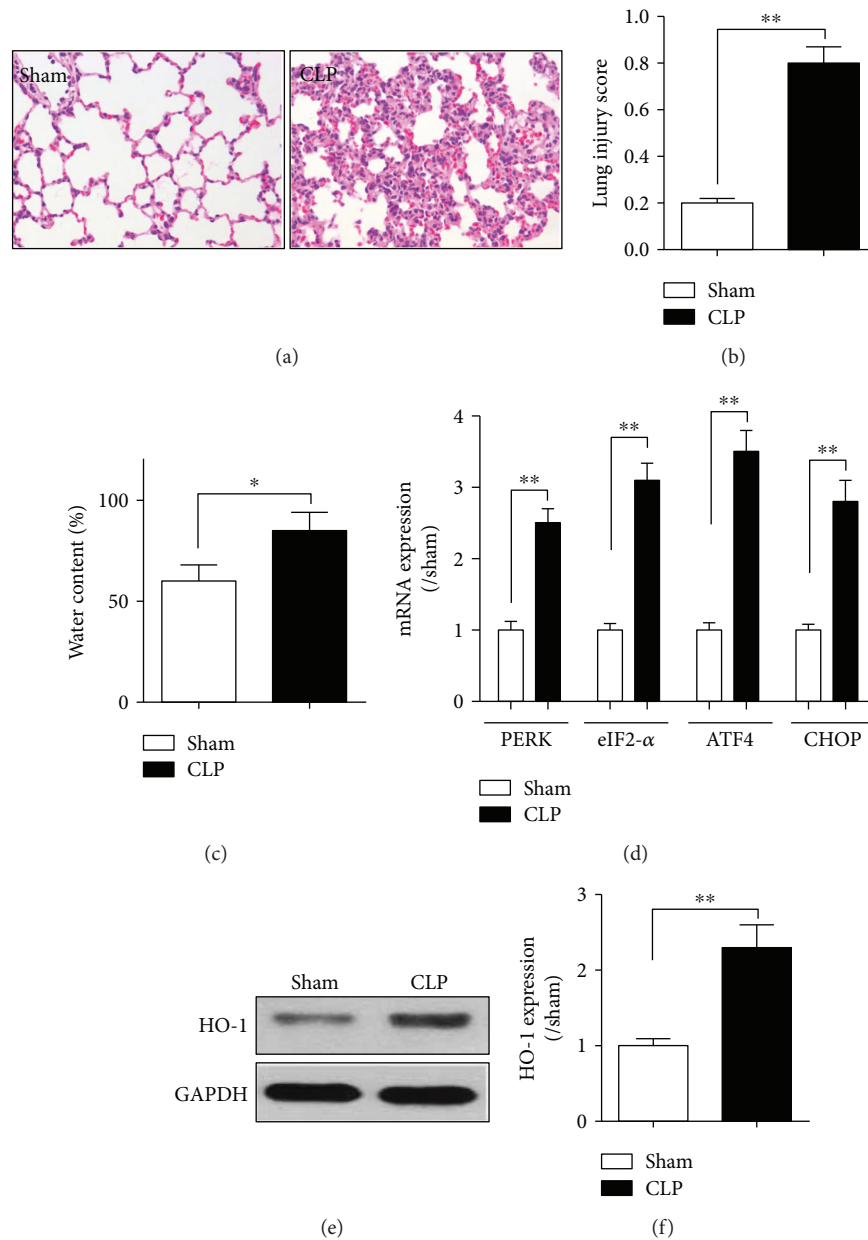 Sham
CLP
(a)
Lung injury score
1.0
0.8
0.6
0.4
0.2
0.0
**
Sham
CLP
(b)
Water content (%)
100
50
0
*
Sham
CLP
(c)
mRNA expression
(/sham)
4
3
2
1
0
**
**
**
**
PERK
eIF2-α
ATF4
CHOP
Sham
CLP
(d)
Sham
CLP
HO-1
GAPDH
(e)
HO-1 expression
(/sham)
3
2
1
0
**
Sham
CLP
(f)